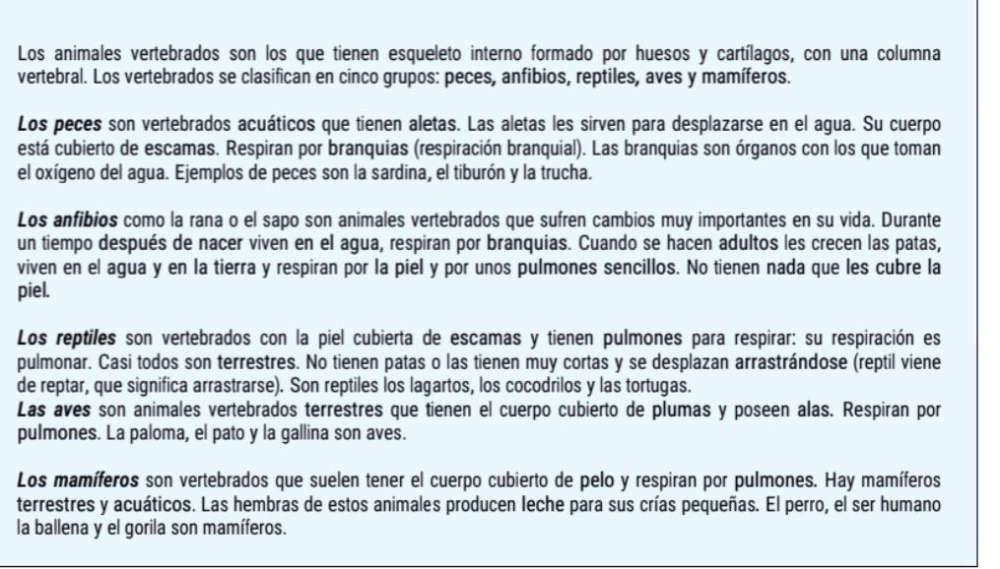 Los animales vertebrados son los que tienen esqueleto interno formado por huesos y cartílagos, con una columna
vertebral. Los vertebrados se clasifican en cinco grupos: peces, anfibios, reptiles, aves y mamíferos.
Los peces son vertebrados acuáticos que tienen aletas. Las aletas les sirven para desplazarse en el agua. Su cuerpo
está cubierto de escamas. Respiran por branquias (respiración branquial). Las branquias son órganos con los que toman
el oxígeno del agua. Ejemplos de peces son la sardina, el tiburón y la trucha.
Los anfibios como la rana o el sapo son animales vertebrados que sufren cambios muy importantes en su vida. Durante
un tiempo después de nacer viven en el agua, respiran por branquias. Cuando se hacen adultos les crecen las patas,
viven en el agua y en la tierra y respiran por la piel y por unos pulmones sencillos. No tienen nada que les cubre la
piel.
Los reptiles son vertebrados con la piel cubierta de escamas y tienen pulmones para respirar: su respiración es
pulmonar. Casi todos son terrestres. No tienen patas o las tienen muy cortas y se desplazan arrastrándose (reptil viene
de reptar, que significa arrastrarse). Son reptiles los lagartos, los cocodrilos y las tortugas.
Las aves son animales vertebrados terrestres que tienen el cuerpo cubierto de plumas y poseen alas. Respiran por
pulmones. La paloma, el pato y la gallina son aves.
Los mamíferos son vertebrados que suelen tener el cuerpo cubierto de pelo y respiran por pulmones. Hay mamíferos
terrestres y acuáticos. Las hembras de estos animales producen leche para sus crías pequeñas. El perro, el ser humano
la ballena y el gorila son mamíferos.